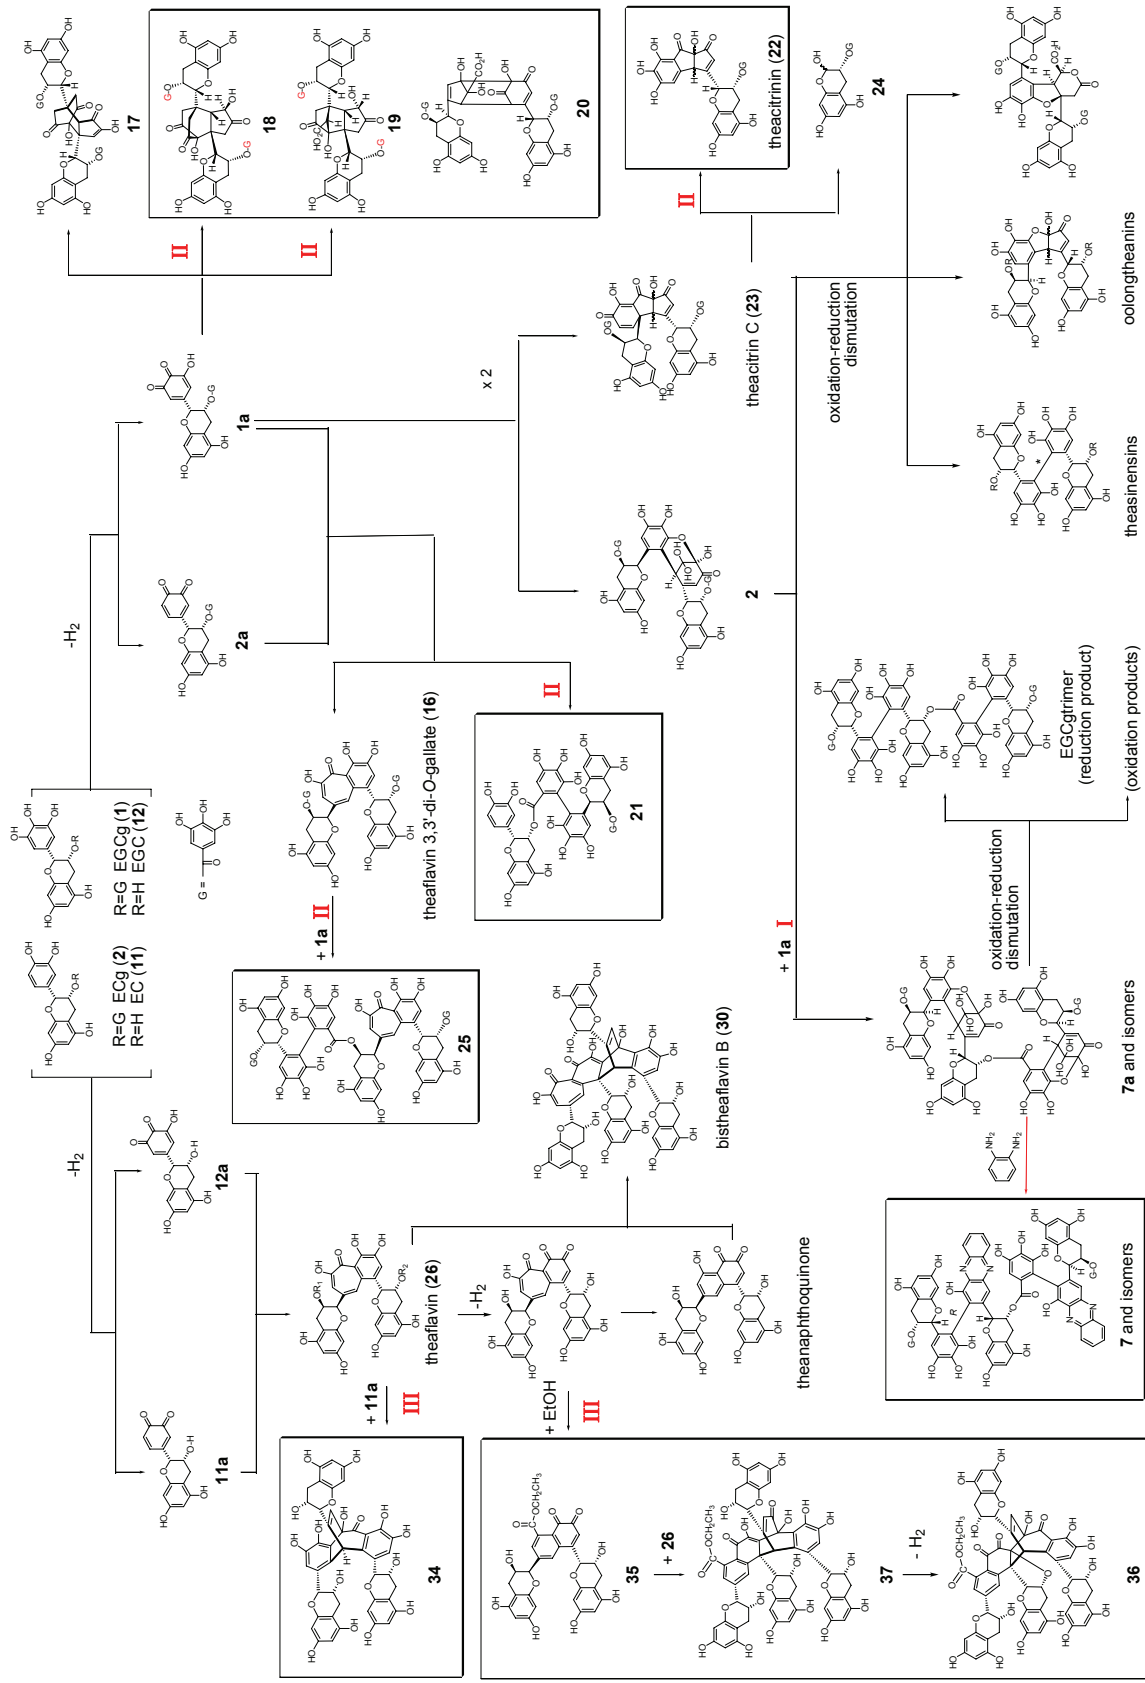 -H₂
-H₂
R=G ECg (2)
R=H EC (11)
R=G EGCg (1)
R=H EGC (12)
G =
11a
12a
2a
1a
17
18
19
20
II
II
+ 11a
III
theaflavin (26)
-H₂
+ 1a II
theaflavin 3,3'-di-O-gallate (16)
II
x 2
34
25
21
+ EtOH
III
theanaphthoquinone
bistheaflavin B (30)
2
theacitrin C (23)
II
theacitrinin (22)
24
35
+ 26
37
- H₂
36
+ 1a I
oxidation-reduction
dismutation
7 and isomers
7a and isomers
oxidation-reduction
dismutation
EGCgtrimer
(reduction product)
(oxidation products)
theasinensins
oolongtheanins